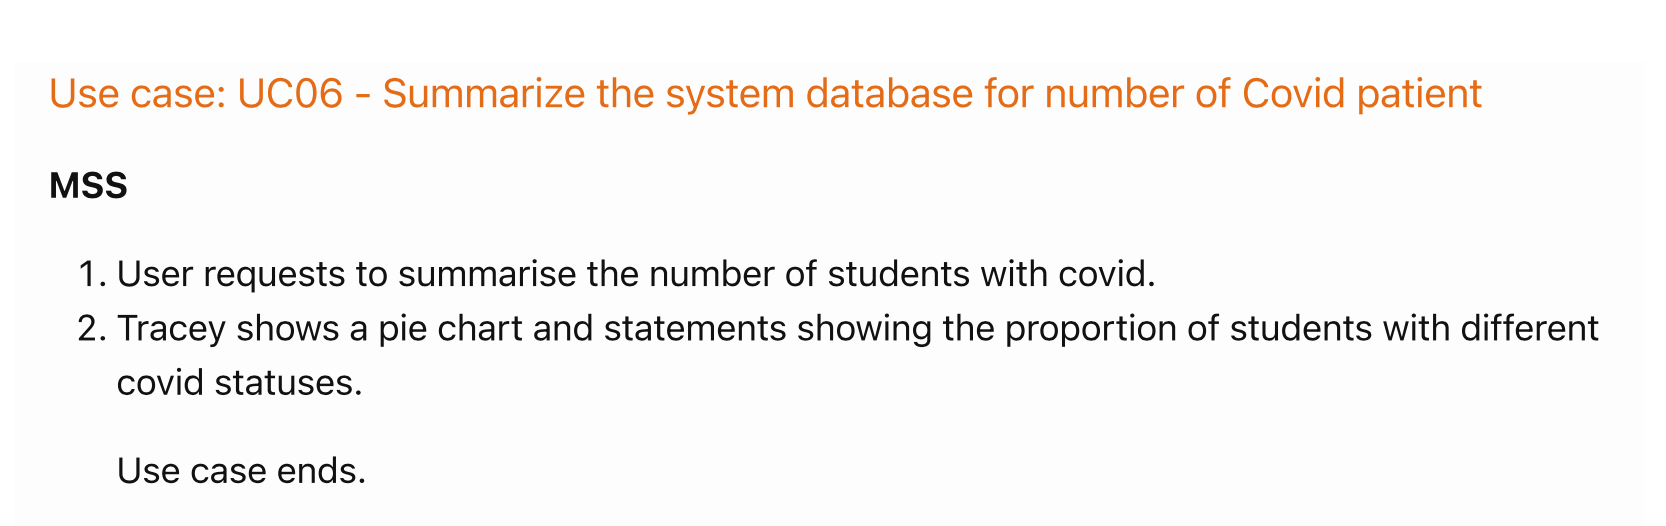 Use case: UC06 - Summarize the system database for number of Covid patient
MSS
1. User requests to summarise the number of students with covid.
2. Tracey shows a pie chart and statements showing the proportion of students with different
covid statuses.
Use case ends.